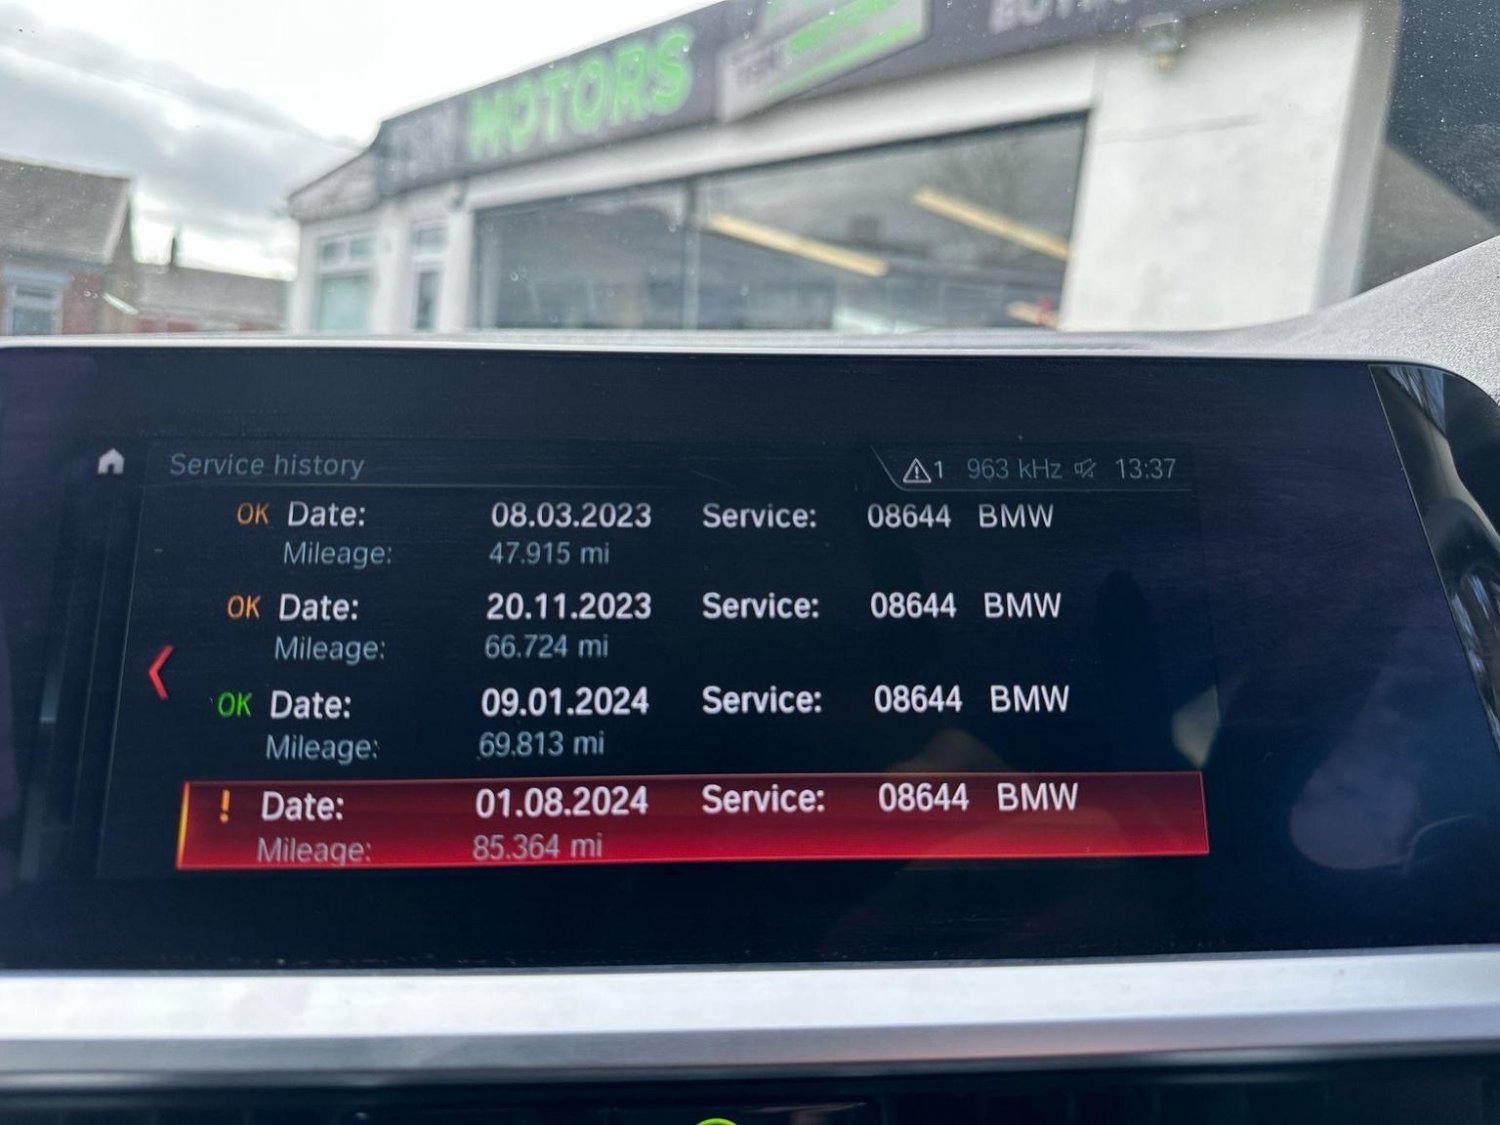 MOTORS
Service history
1 963 kHz 13:37
OK Date: 08.03.2023 Service: 08644 BMW
Mileage: 47.915 mi
OK Date: 20.11.2023 Service: 08644 BMW
Mileage: 66.724 mi
OK Date: 09.01.2024 Service: 08644 BMW
Mileage: 69.813 mi
! Date: 01.08.2024 Service: 08644 BMW
Mileage: 85.364 mi